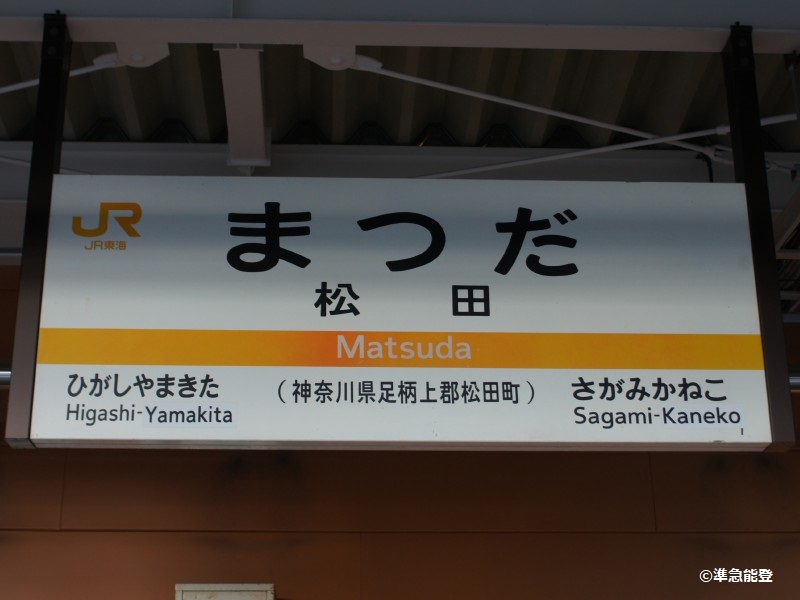 JR
JR東海
まつだ
松田
Matsuda
ひがしやまきた
Higashi-Yamakita
(神奈川県足柄上郡松田町)
さがみかねこ
Sagami-Kaneko
©準急能登